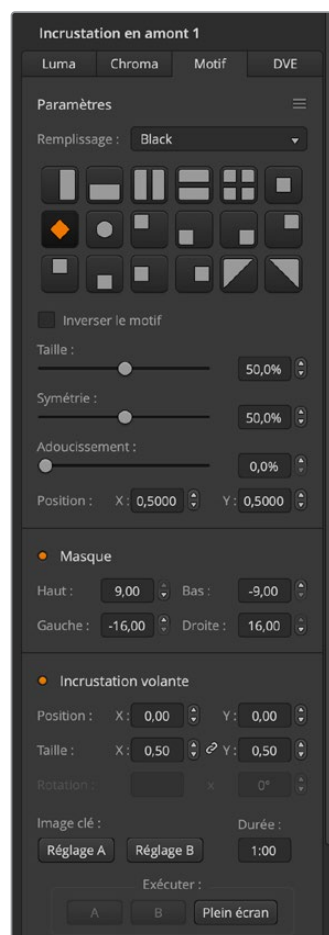 Incrustation en amont 1
Luma Chroma Motif DVE
Paramètres
Remplissage : Black
Inverser le motif
Taille :
50,0%
Symétrie :
50,0%
Adoucissement :
0,0%
Position : X : 0,5000 Y : 0,5000
Masque
Haut : 9,00 Bas : -9,00
Gauche : -16,00 Droite : 16,00
Incrustation volante
Position : X : 0,00 Y : 0,00
Taille : X : 0,50 Y : 0,50
Rotation : x 0°
Image clé : Durée :
Réglage A Réglage B 1:00
Exécuter :
A B Plein écran